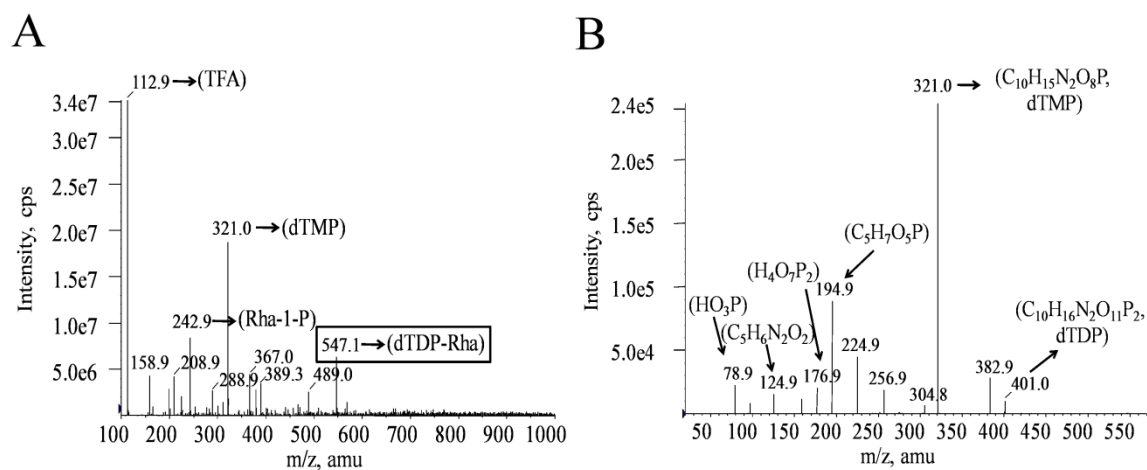 A
112.9→(TFA)
3.4e7
3.0e7
2.5e7
2.0e7
1.5e7
1.0e7
5.0e6
Intensity, cps
321.0→(dTMP)
242.9→(Rha-1-P)
547.1→(dTDP-Rha)
158.9
208.9
288.9
367.0
389.3
489.0
100 200 300 400 500 600 700 800 900 1000
m/z, amu
B
321.0→(C₁₀H₁₅N₂O₈P,
dTMP)
2.4e5
2.0e5
1.5e5
1.0e5
5.0e4
Intensity, cps
(C₅H₇O₅P)
(H₄O₇P₂)
194.9
(HO₃P)
(C₅H₆N₂O₂)
(C₁₀H₁₆N₂O₁₁P₂,
dTDP)
78.9
124.9
176.9
224.9
256.9
304.8
382.9
401.0
50 100 150 200 250 300 350 400 450 500 550
m/z, amu